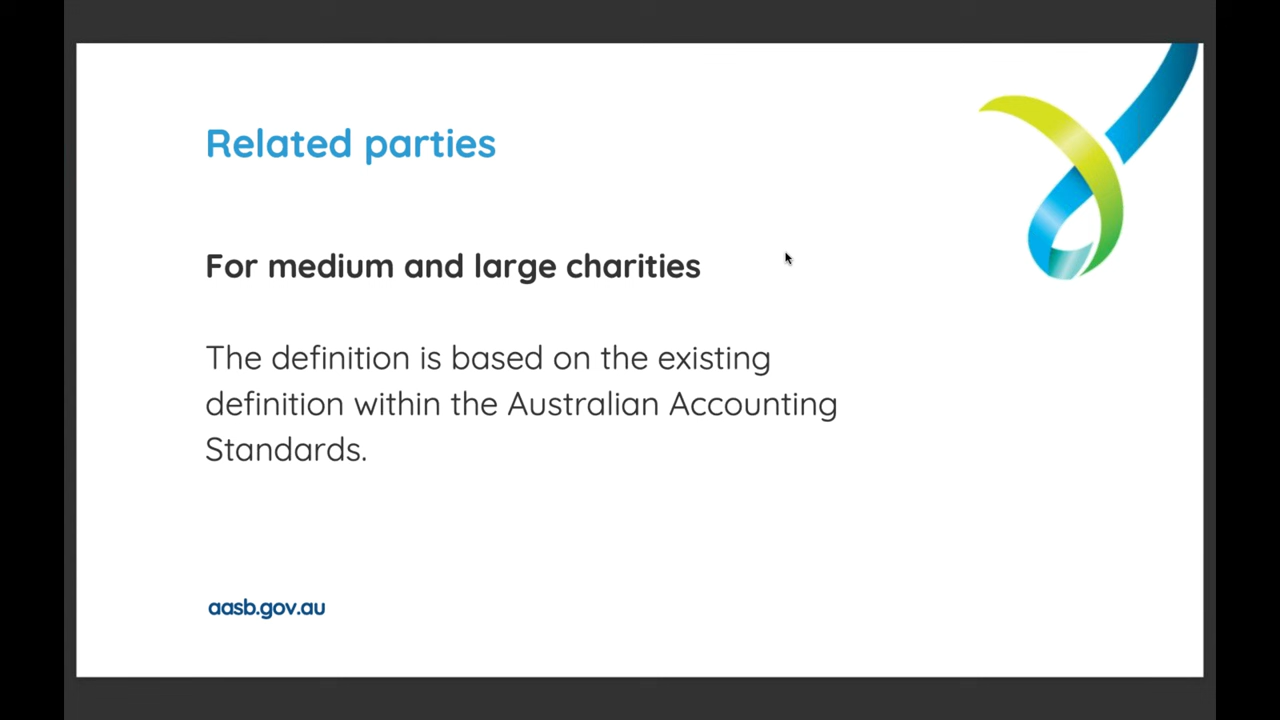 Related parties
For medium and large charities
The definition is based on the existing
definition within the Australian Accounting
Standards.
aasb.gov.au